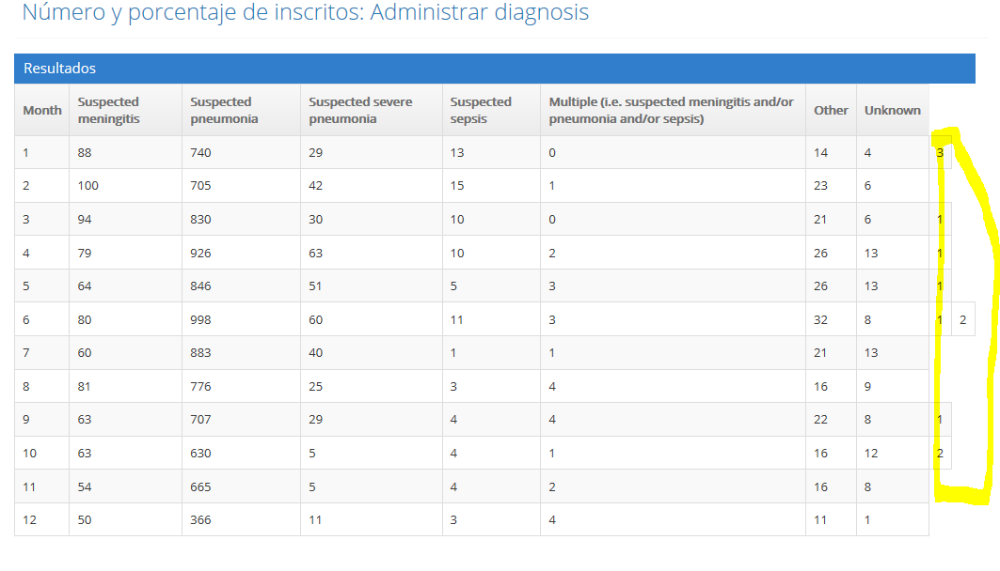 Número y porcentaje de inscritos: Administrar diagnosis
Resultados
Month Suspected meningitis Suspected pneumonia Suspected severe pneumonia Suspected sepsis Multiple (i.e. suspected meningitis and/or pneumonia and/or sepsis) Other Unknown
1 88 740 29 13 0 14 4 3
2 100 705 42 15 1 23 6
3 94 830 30 10 0 21 6 1
4 79 926 63 10 2 26 13 1
5 64 846 51 5 3 26 13 1
6 80 998 60 11 3 32 8 1 2
7 60 883 40 1 1 21 13
8 81 776 25 3 4 16 9
9 63 707 29 4 4 22 8 1
10 63 630 5 4 1 16 12 2
11 54 665 5 4 2 16 8
12 50 366 11 3 4 11 1